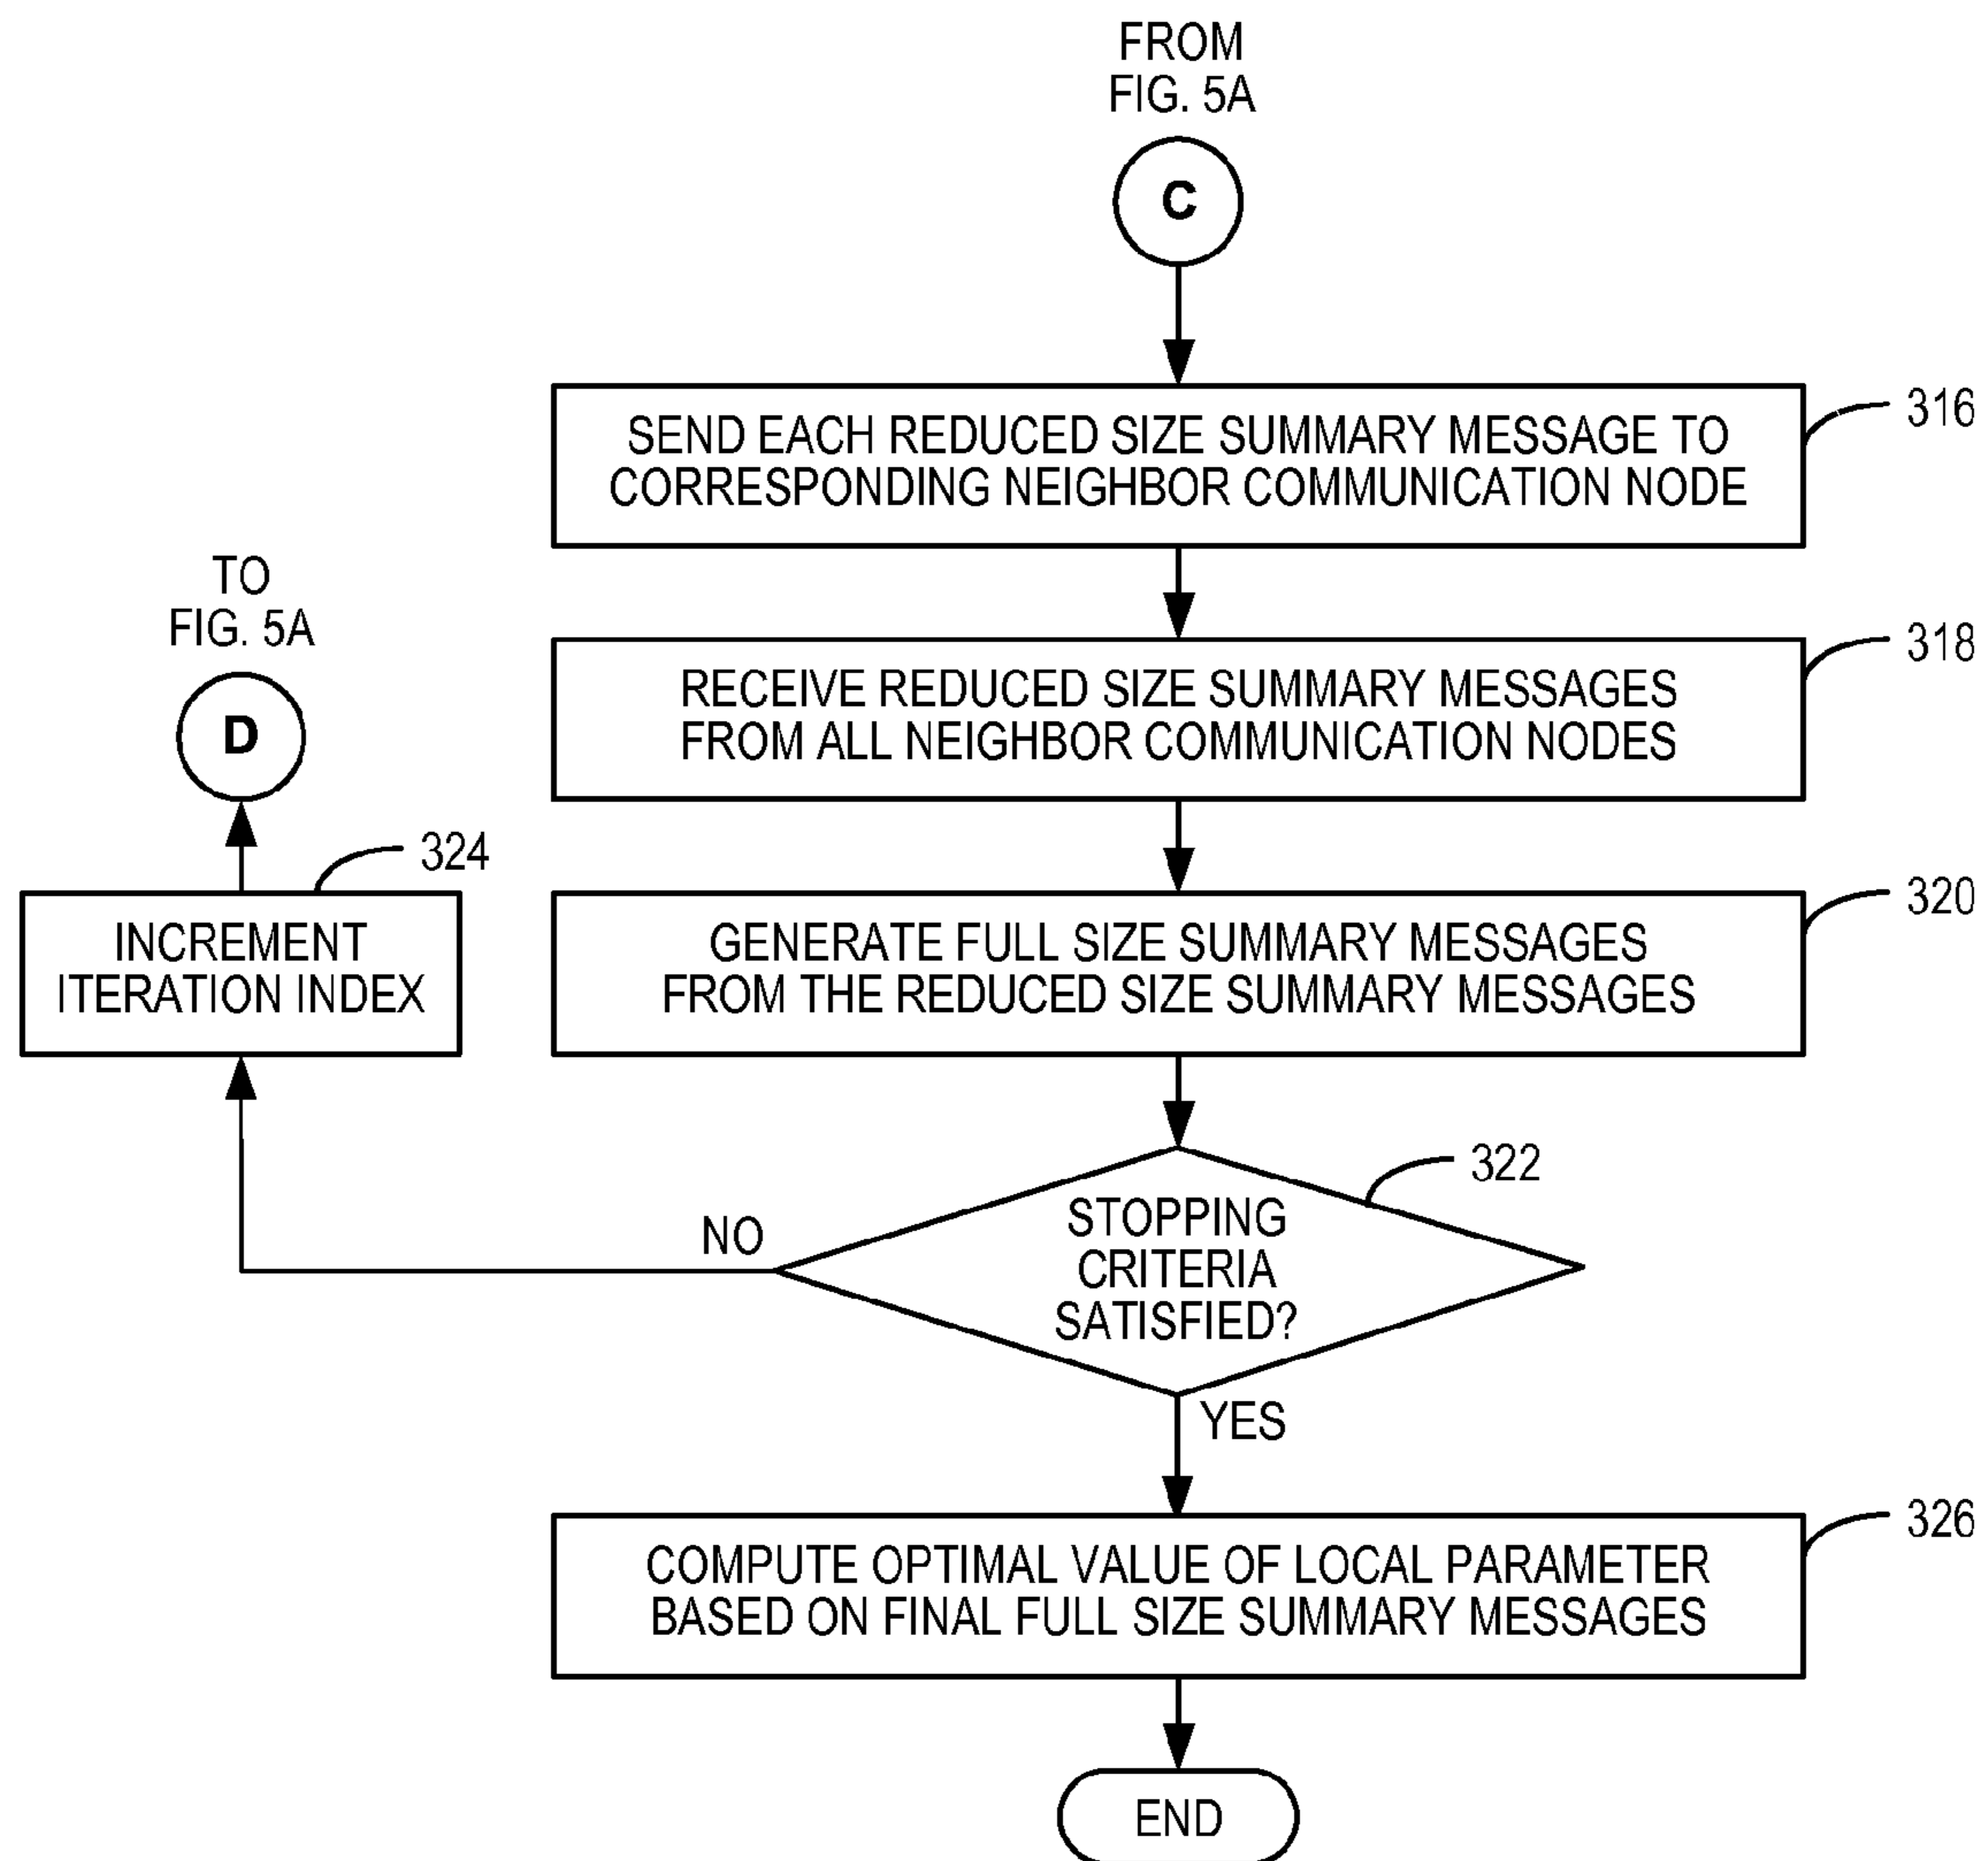 FROM
FIG. 5A
C
SEND EACH REDUCED SIZE SUMMARY MESSAGE TO
CORRESPONDING NEIGHBOR COMMUNICATION NODE
316
TO
FIG. 5A
D
RECEIVE REDUCED SIZE SUMMARY MESSAGES
FROM ALL NEIGHBOR COMMUNICATION NODES
318
324
INCREMENT
ITERATION INDEX
GENERATE FULL SIZE SUMMARY MESSAGES
FROM THE REDUCED SIZE SUMMARY MESSAGES
320
322
STOPPING
CRITERIA
SATISFIED?
NO
YES
COMPUTE OPTIMAL VALUE OF LOCAL PARAMETER
BASED ON FINAL FULL SIZE SUMMARY MESSAGES
326
END